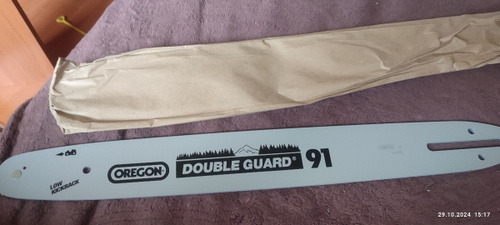 OREGON
DOUBLE GUARD® 91
LOW
KICKBACK
29.10.2024 15:17